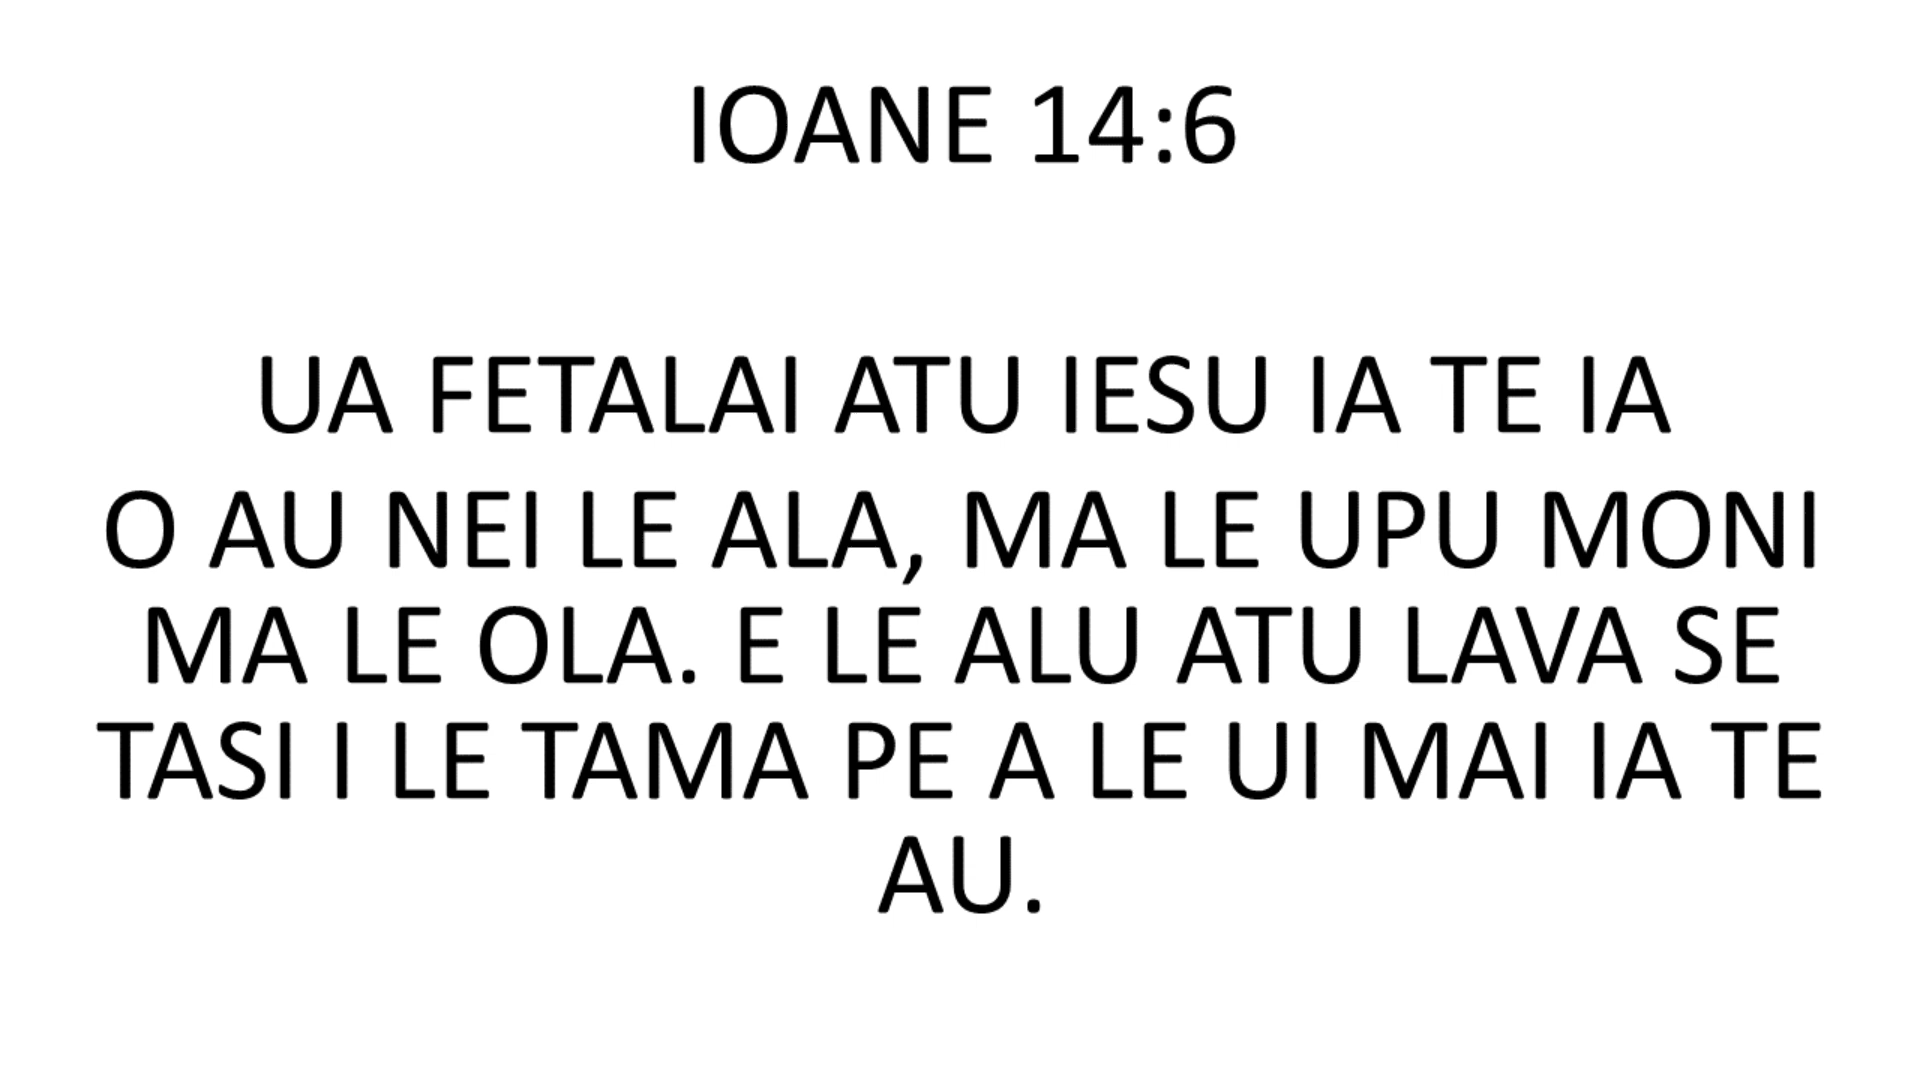 IOANE 14:6
UA FETALAI ATU IESU IA TE IA
O AU NEI LE ALA, MA LE UPU MONI
MA LE OLA. E LE ALU ATU LAVA SE
TASI I LE TAMA PE A LE UI MAI IA TE
AU.